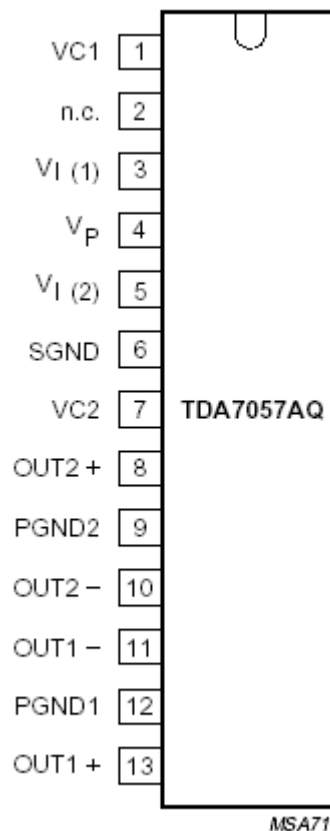 VC1 1
n.c. 2
VI (1) 3
VP 4
VI (2) 5
SGND 6
VC2 7 TDA7057AQ
OUT2 + 8
PGND2 9
OUT2 − 10
OUT1 − 11
PGND1 12
OUT1 + 13
MSA71